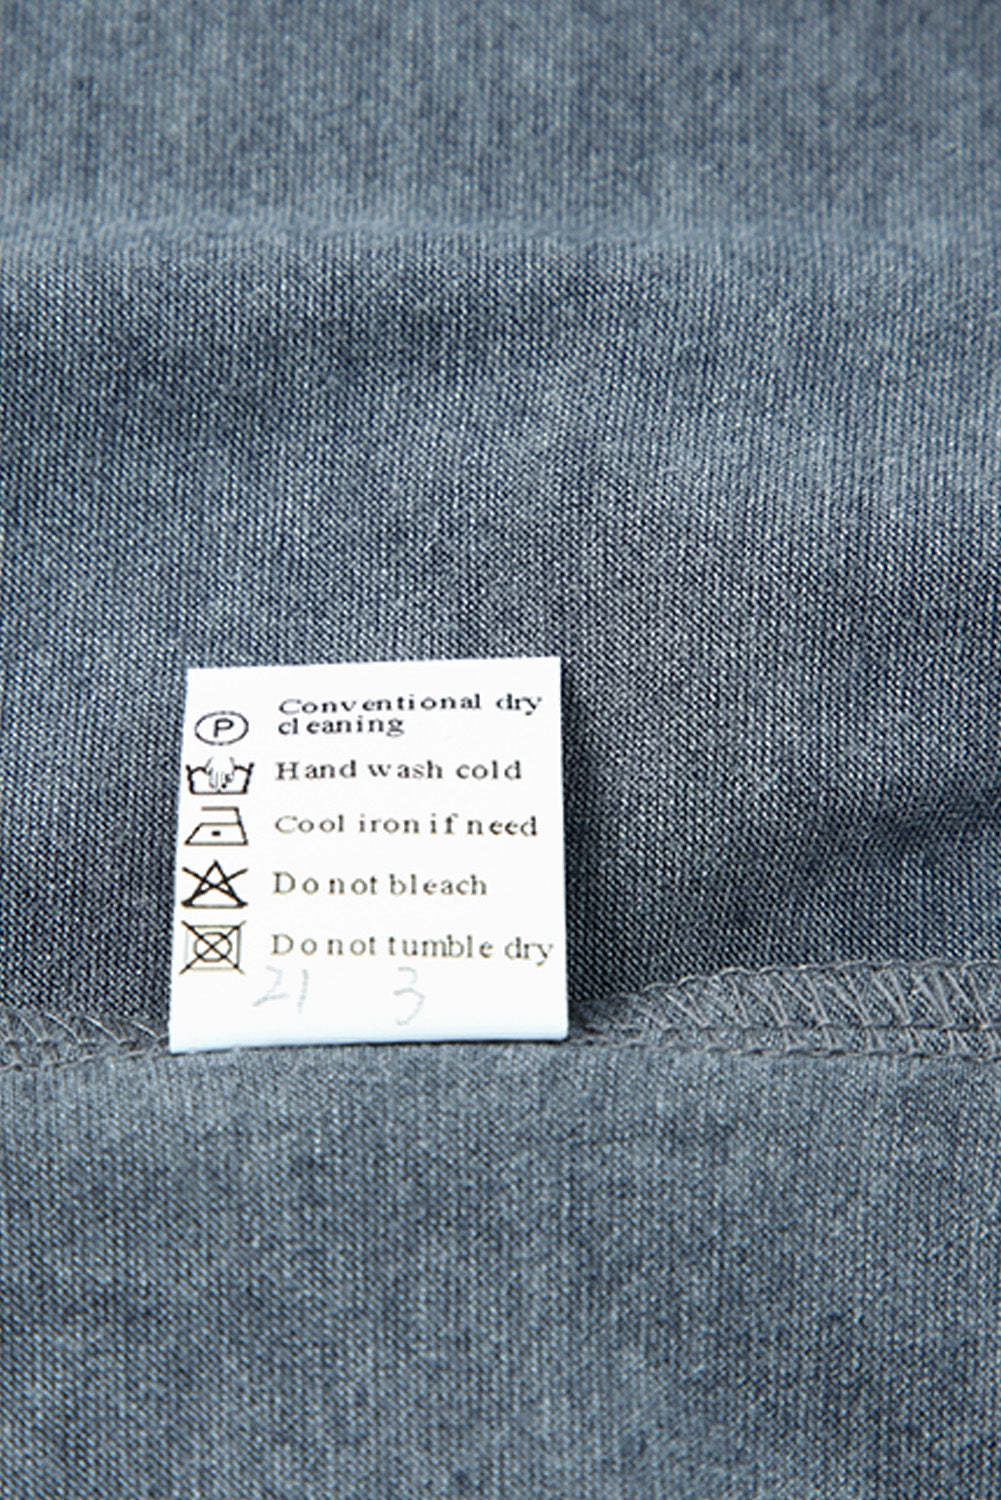 Conventional dry
cleaning
P
Hand wash cold
Cool iron if need
Do not bleach
Do not tumble dry
21 3